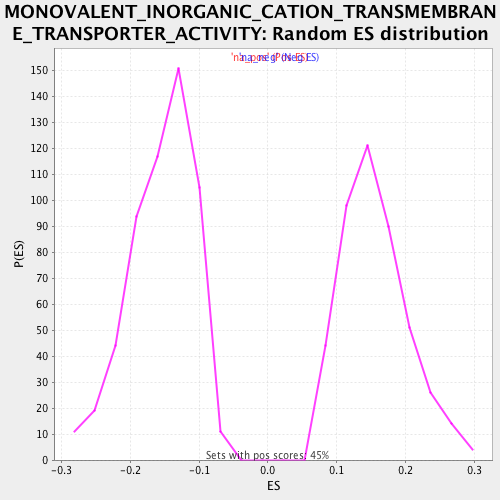 MONOVALENT_INORGANIC_CATION_TRANSMEMBRAN
E_TRANSPORTER_ACTIVITY: Random ES distribution
150
140
130
120
110
100
90
80
70
60
50
40
30
20
10
0
P(ES)
Sets with pos scores: 45%
-0.3 -0.2 -0.1 0.0 0.1 0.2 0.3
ES